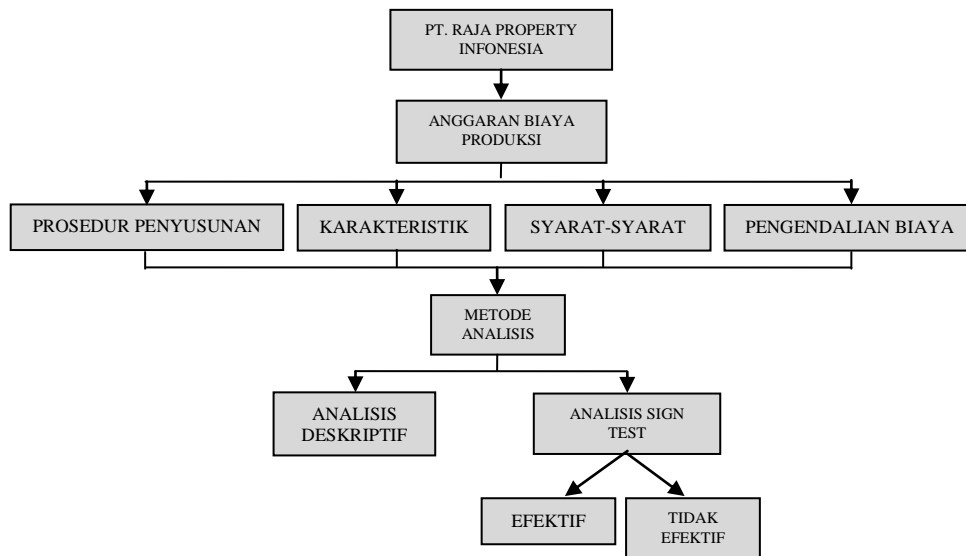 PT. RAJA PROPERTY
INFONESIA
ANGGARAN BIAYA
PRODUKSI
PROSEDUR PENYUSUNAN
KARAKTERISTIK
SYARAT-SYARAT
PENGENDALIAN BIAYA
METODE
ANALISIS
ANALISIS
DESKRIPTIF
ANALISIS SIGN
TEST
EFEKTIF
TIDAK
EFEKTIF